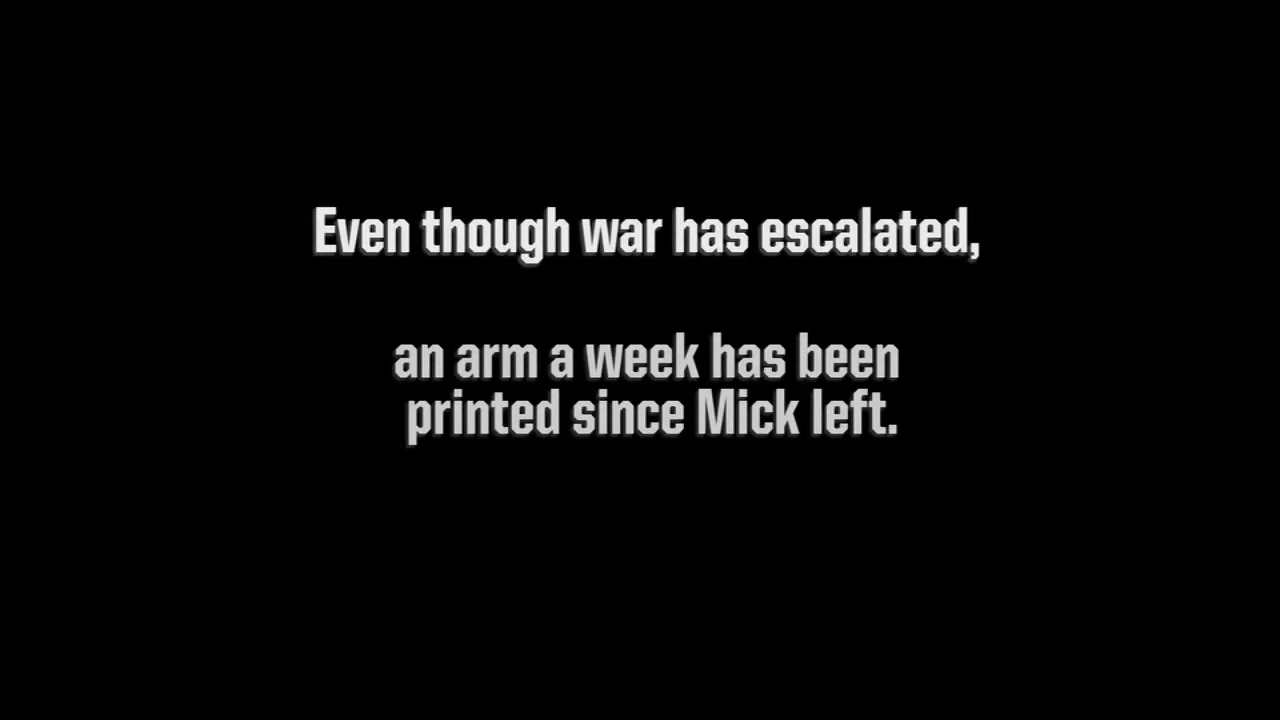 Even though war has escalated,
an arm a week has been
printed since Mick left.